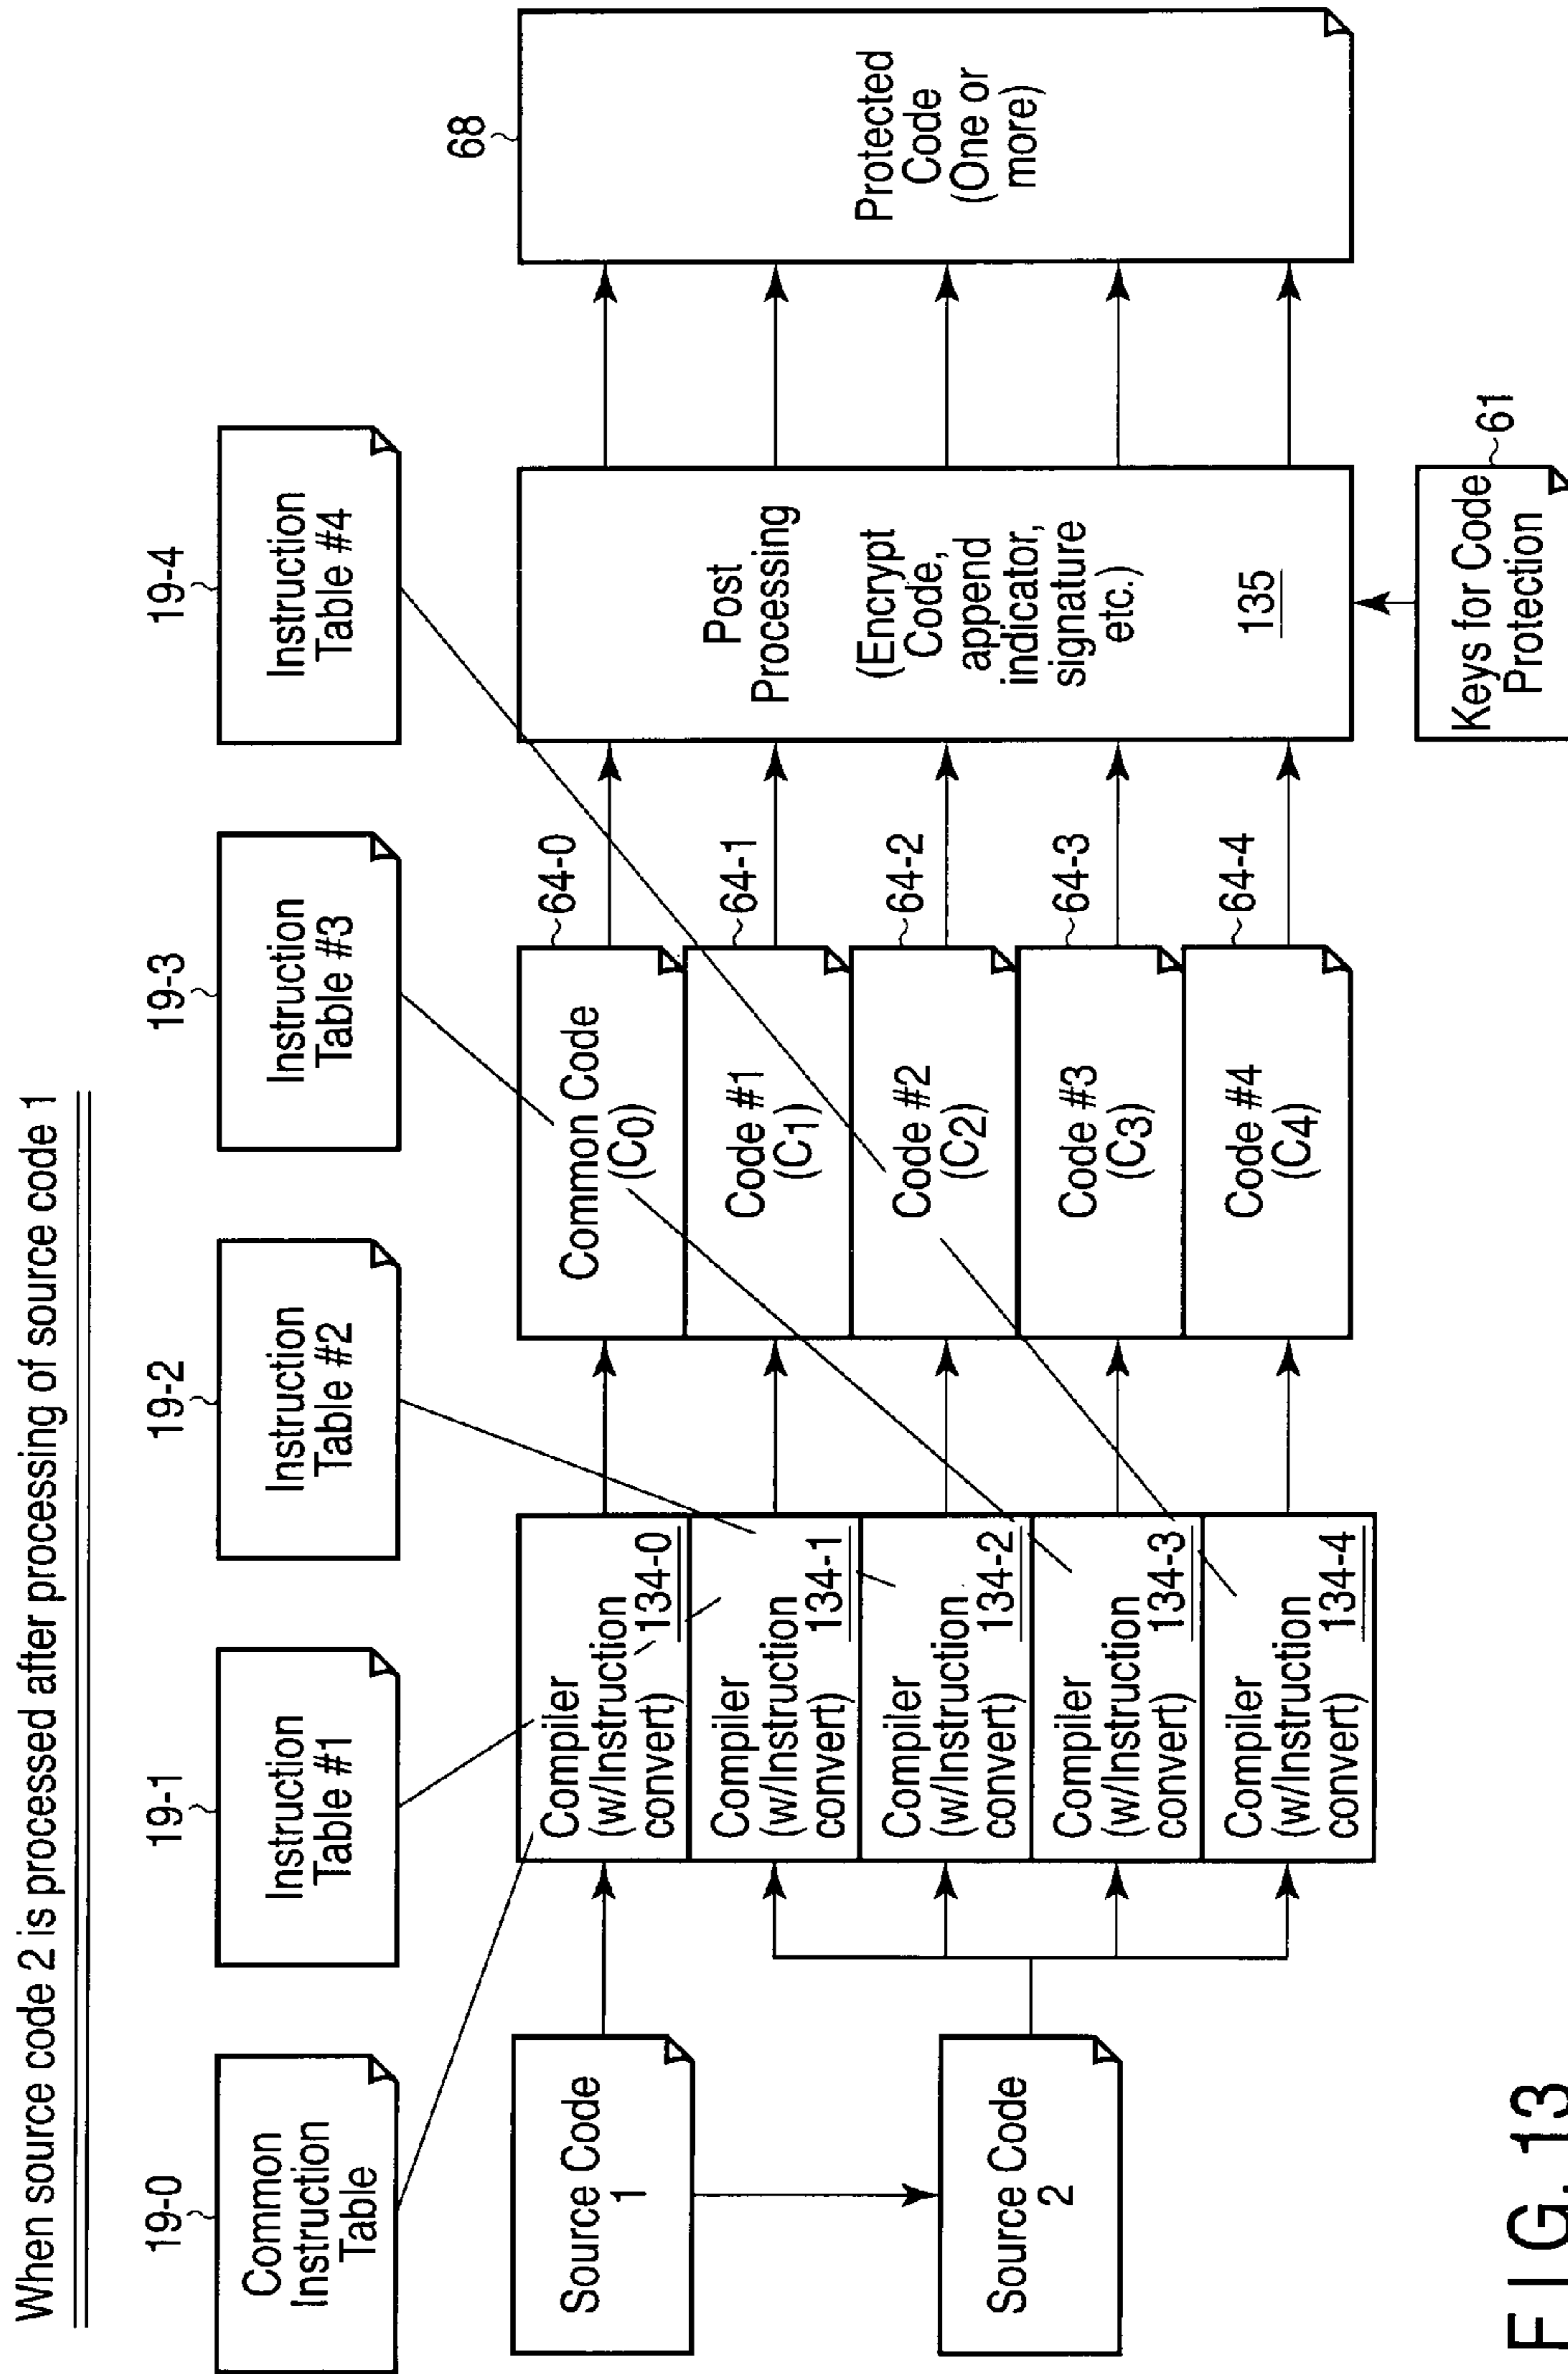 When source code 2 is processed after processing of source code 1
19-0
19-1
19-2
19-3
19-4
Common
Instruction
Table
Instruction
Table #1
Instruction
Table #2
Instruction
Table #3
Instruction
Table #4
Source Code
1
Source Code
2
Compiler
(w/Instruction
convert) 134-0
Compiler
(w/Instruction
convert) 134-1
Compiler
(w/Instruction
convert) 134-2
Compiler
(w/Instruction
convert) 134-3
Compiler
(w/Instruction
convert) 134-4
Common Code
(C0)
64-0
Code #1
(C1)
64-1
Code #2
(C2)
64-2
Code #3
(C3)
64-3
Code #4
(C4)
64-4
Post
Processing
(Encrypt
Code,
append
indicator,
signature
etc.)
135
Keys for Code
Protection
61
68
Protected
Code
(One or
more)
FIG. 13